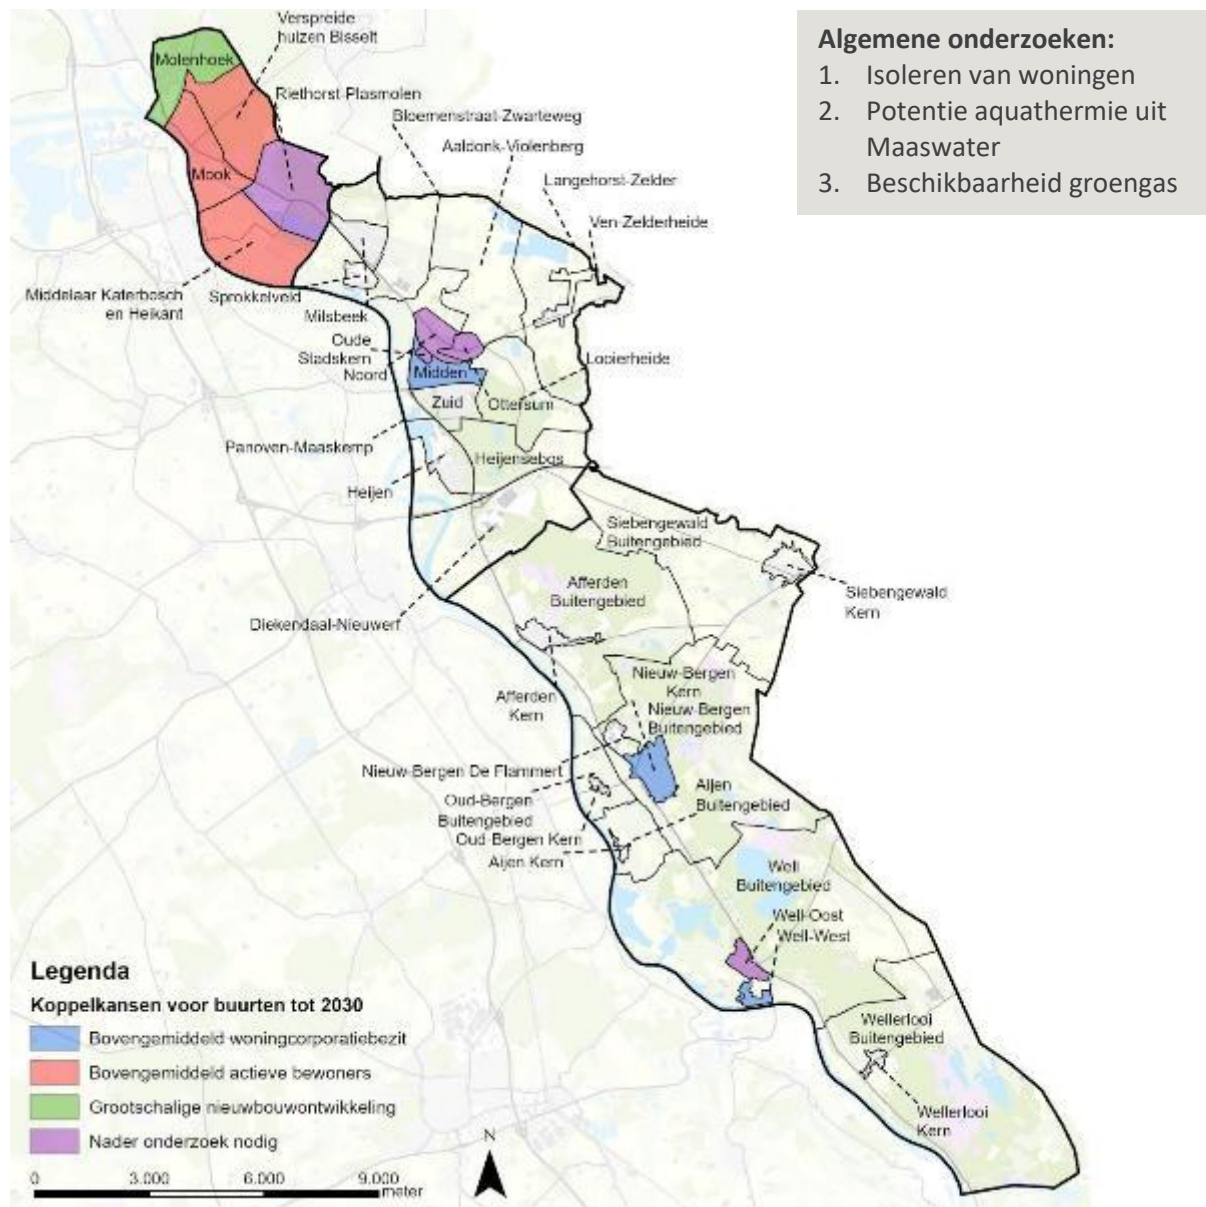 Algemene onderzoeken:
1. Isoleren van woningen
2. Potentie aquathermie uit
Maaswater
3. Beschikbaarheid groengas
Verspreide
huizen Bisselt
Molenhoek
Riethorst-Plasmolen
Bloemenstraat-Zwarteweg
Aaldonk-Violenberg
Mook
Langehorst-Zelder
Ven-Zelderheide
Middelaar Katerbosch
en Heikant
Sprokkelveld
Milsbeek
Oude
Stadskern
Noord
Looierheide
Midden
Zuid
Ottersum
Panoven-Maaskemp
Heijensebos
Heijen
Siebengewald
Buitengebied
Afferden
Buitengebied
Siebengewald
Kern
Diekendaal-Nieuwerf
Nieuw-Bergen
Kern
Afferden
Kern
Nieuw-Bergen
Buitengebied
Nieuw-Bergen De Flammert
Aijen
Buitengebied
Oud-Bergen
Buitengebied
Oud-Bergen Kern
Aijen Kern
Well
Buitengebied
Well-Oost
Well-West
Wellerlooi
Buitengebied
Wellerlooi
Kern
Legenda
Koppelkansen voor buurten tot 2030
Bovengemiddeld woningcorporatiebezit
Bovengemiddeld actieve bewoners
Grootschalige nieuwbouwontwikkeling
Nader onderzoek nodig
N
0 3.000 6.000 9.000
meter